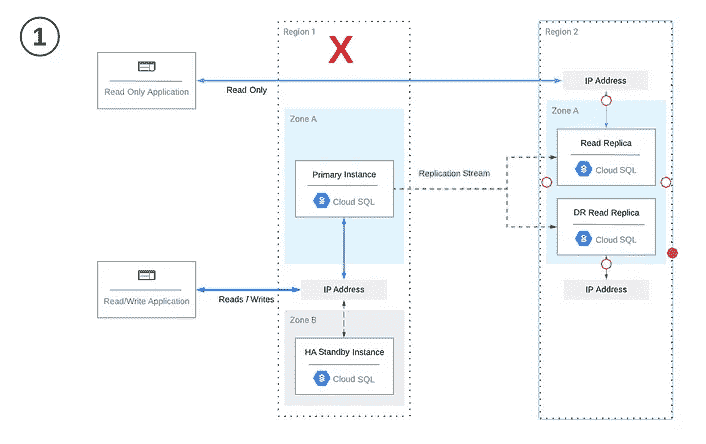 1
Region 1
X
Region 2
Read Only Application
Read Only
IP Address
Zone A
Zone A
Primary Instance
Cloud SQL
Replication Stream
Read Replica
Cloud SQL
DR Read Replica
Cloud SQL
Read/Write Application
Reads / Writes
IP Address
IP Address
Zone B
HA Standby Instance
Cloud SQL